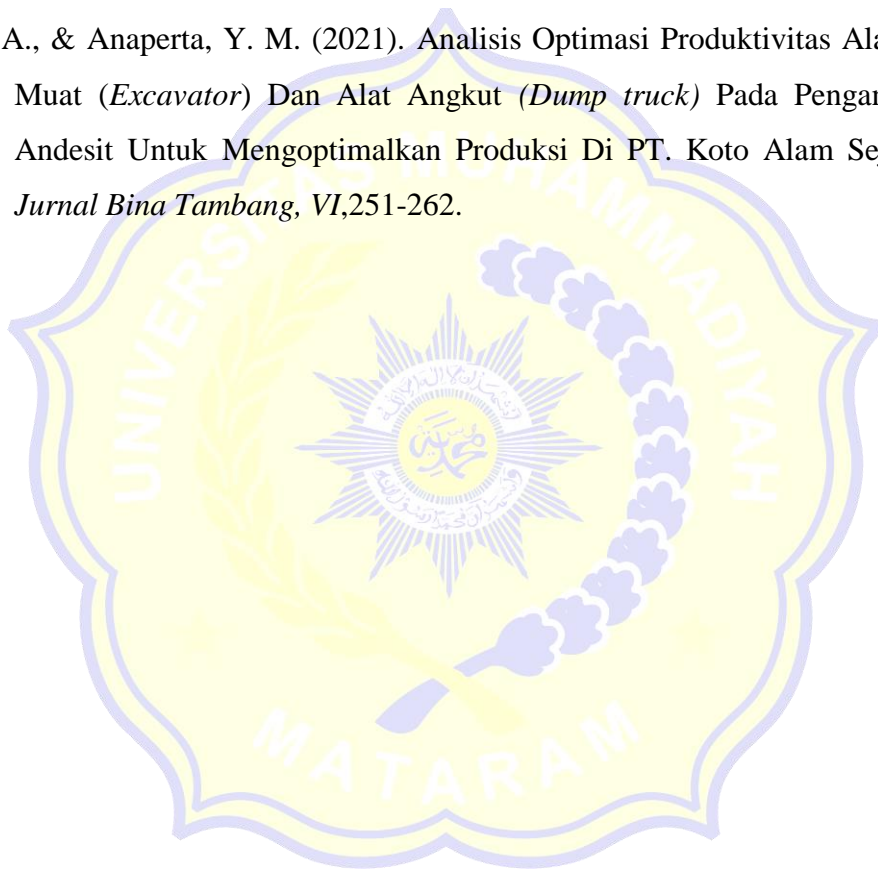 A., & Anaperta, Y. M. (2021). Analisis Optimasi Produktivitas Ala
Muat (Excavator) Dan Alat Angkut (Dump truck) Pada Pengan
Andesit Untuk Mengoptimalkan Produksi Di PT. Koto Alam Se
Jurnal Bina Tambang, VI,251-262.
UNIVERSITAS MUHAMMADIYAH
MATARAM